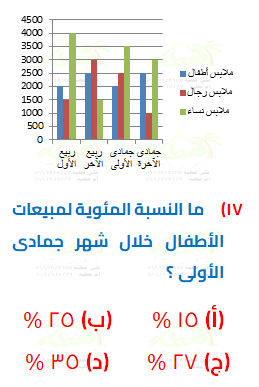 4500
4000
3500
3000
2500
2000
1500
1000
500
0
ربيع الأول
ربيع الآخر
جمادى الأولى
جمادى الآخرة
ملابس أطفال
ملابس رجال
ملابس نساء
١٧) ما النسبة المئوية لمبيعات
الأطفال خلال شهر جمادى
الأولى ؟
(أ) ١٥ % (ب) ٢٥ %
(ج) ٢٧ % (د) ٣٥ %